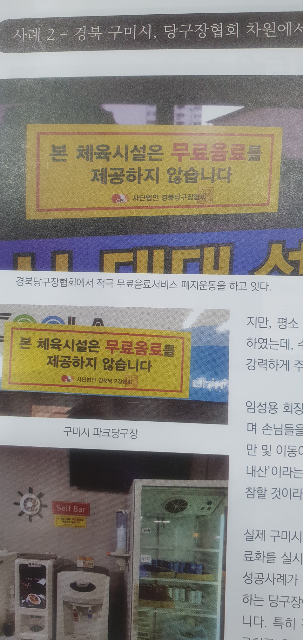 사례 2 - 경북 구미시, 당구장협회 차원에서
본 체육시설은 무료음료를
제공하지 않습니다
사단법인 경북당구장협회
경북당구장협회에서 적극 무료음료서비스 폐지운동을 하고 있다.
본 체육시설은 무료음료를
제공하지 않습니다
구미시 파크당구장
Self Bar
지만, 평소
하였는데, 수
강력하게 주
임성용 회장
며 손님들을
만 및 이동이
내산'이라는
참할 것이라
실제 구미시
료화를 실시
성공사례가
하는 당구장
니다. 특히